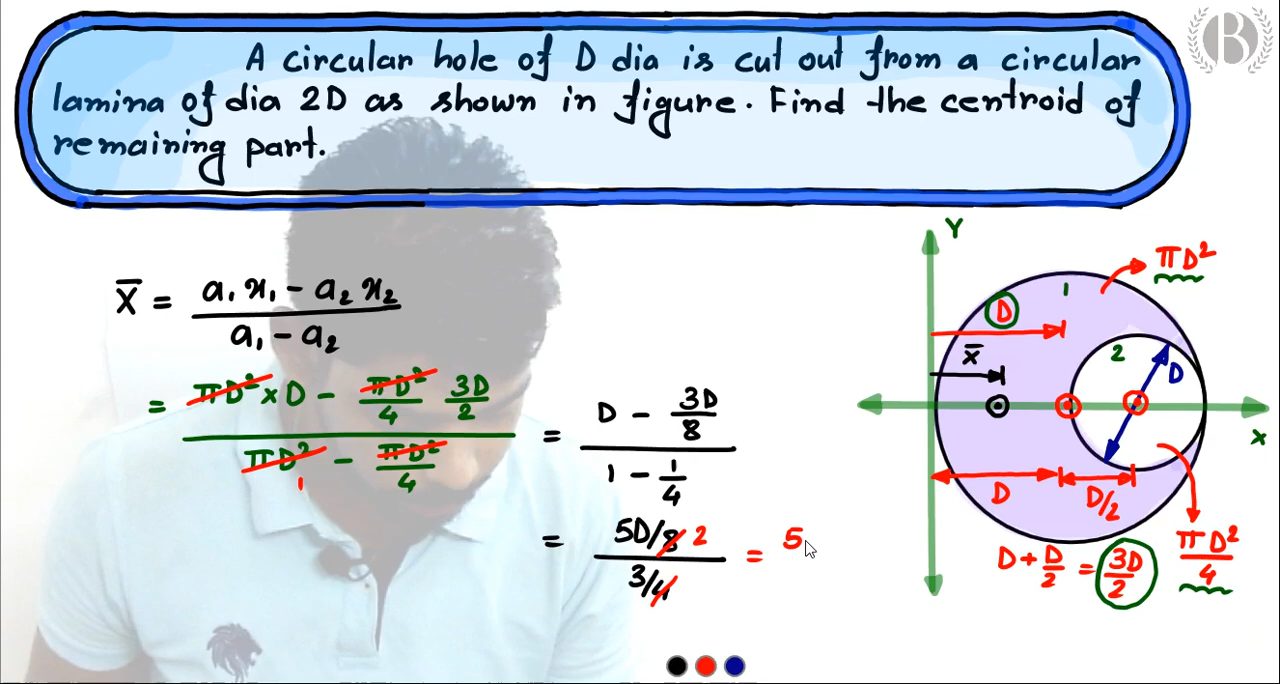 B
A circular hole of D dia is cut out from a circular
lamina of dia 2D as shown in figure. Find the centroid of
remaining part.
X̅ = (a₁x₁ - a₂x₂) / (a₁ - a₂)
= (πD² × D - πD²/4 3D/2) / (πD² - πD²/4) = (D - 3D/8) / (1 - 1/4)
1
= (5D/8) / (3/4) = 5
2
Y
πD²
1
D
x̅
2
D
X
D
D/2
D + D/2 = 3D/2
πD²/4